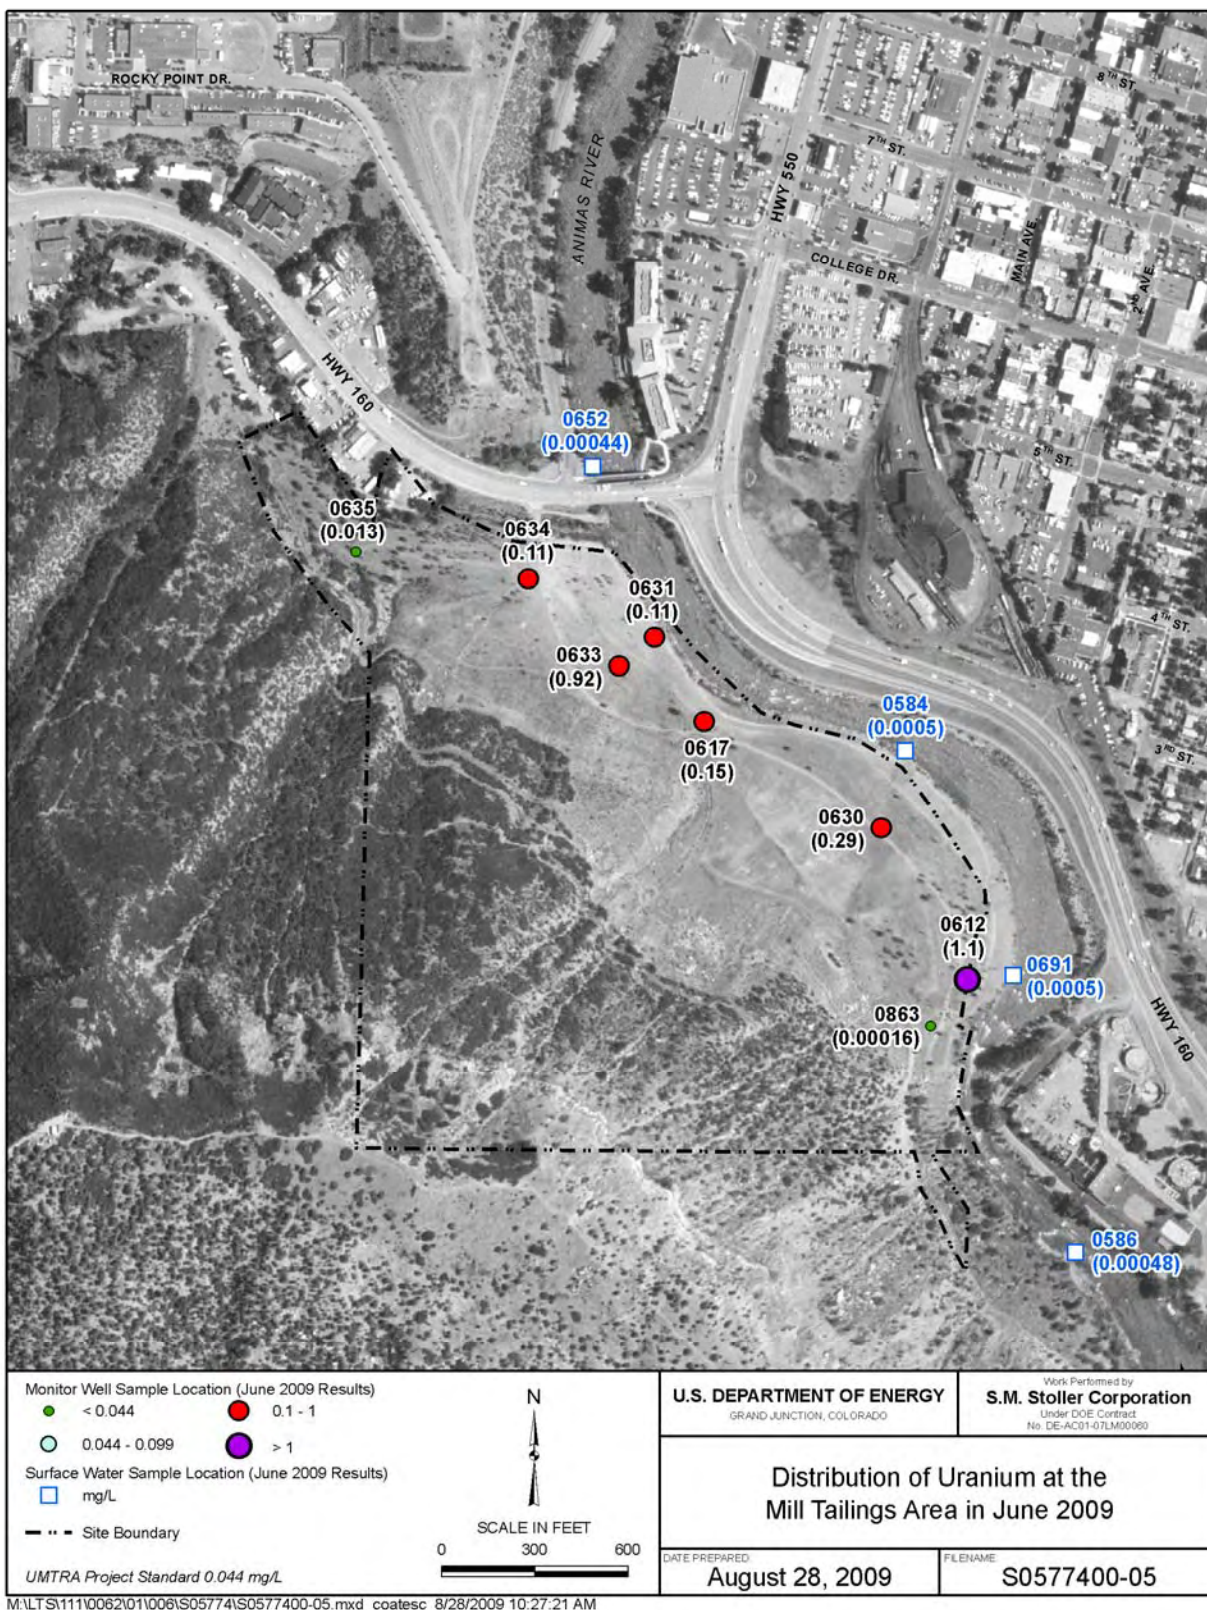 ROCKY POINT DR.
8TH ST.
7TH ST.
ANIMAS RIVER
HWY 550
COLLEGE DR.
MAIN AVE.
2ND AVE.
HWY 160
0652
(0.00044)
5TH ST.
0635
(0.013)
0634
(0.11)
0631
(0.11)
4TH ST.
0633
(0.92)
0584
(0.0005)
3RD ST.
0617
(0.15)
0630
(0.29)
0612
(1.1)
0691
(0.0005)
0863
(0.00016)
HWY 160
0586
(0.00048)
Monitor Well Sample Location (June 2009 Results)
< 0.044
0.1 - 1
0.044 - 0.099
> 1
Surface Water Sample Location (June 2009 Results)
mg/L
Site Boundary
UMTRA Project Standard 0.044 mg/L
N
SCALE IN FEET
0 300 600
U.S. DEPARTMENT OF ENERGY
GRAND JUNCTION, COLORADO
Work Performed by
S.M. Stoller Corporation
Under DOE Contract
No. DE-AC01-07LM00060
Distribution of Uranium at the
Mill Tailings Area in June 2009
DATE PREPARED:
August 28, 2009
FILENAME:
S0577400-05
M:\LTS\111\0062\01\006\S05774\S0577400-05.mxd coatesc 8/28/2009 10:27:21 AM